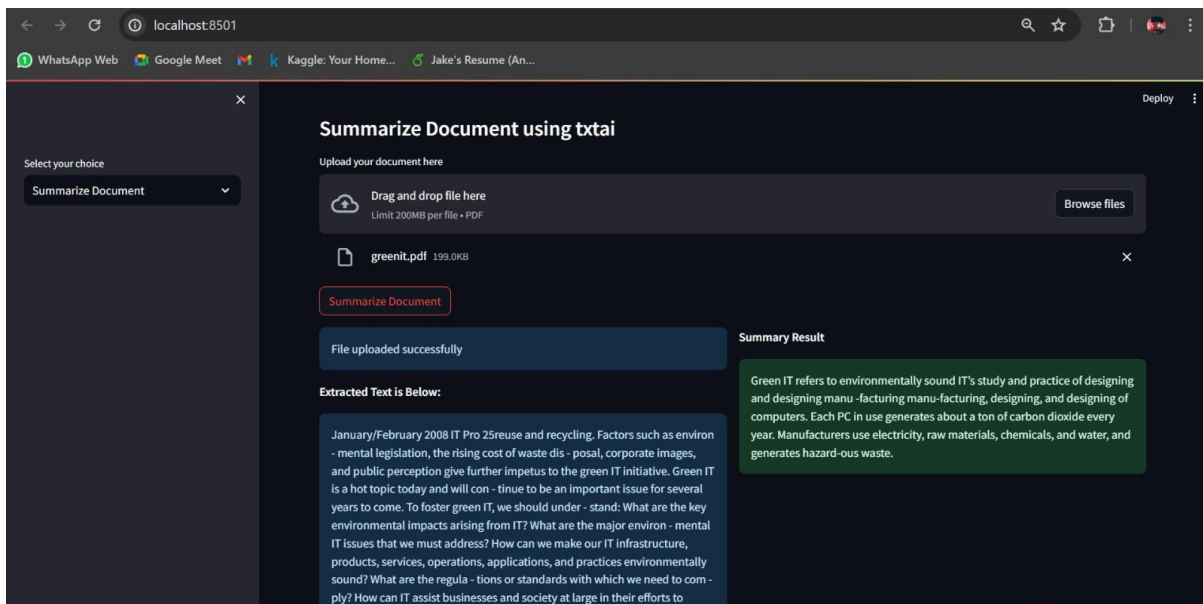 localhost:8501
WhatsApp Web Google Meet Kaggle: Your Home... Jake's Resume (An...
Deploy
Select your choice
Summarize Document
Summarize Document using txtai
Upload your document here
Drag and drop file here
Limit 200MB per file • PDF
Browse files
greenit.pdf 199.0KB
Summarize Document
File uploaded successfully
Extracted Text is Below:
January/February 2008 IT Pro 25reuse and recycling. Factors such as environ
- mental legislation, the rising cost of waste dis - posal, corporate images,
and public perception give further impetus to the green IT initiative. Green IT
is a hot topic today and will con - tinue to be an important issue for several
years to come. To foster green IT, we should under - stand: What are the key
environmental impacts arising from IT? What are the major environ - mental
IT issues that we must address? How can we make our IT infrastructure,
products, services, operations, applications, and practices environmentally
sound? What are the regula - tions or standards with which we need to com -
ply? How can IT assist businesses and society at large in their efforts to
Summary Result
Green IT refers to environmentally sound IT's study and practice of designing
and designing manu -facturing manu-facturing, designing, and designing of
computers. Each PC in use generates about a ton of carbon dioxide every
year. Manufacturers use electricity, raw materials, chemicals, and water, and
generates hazard-ous waste.